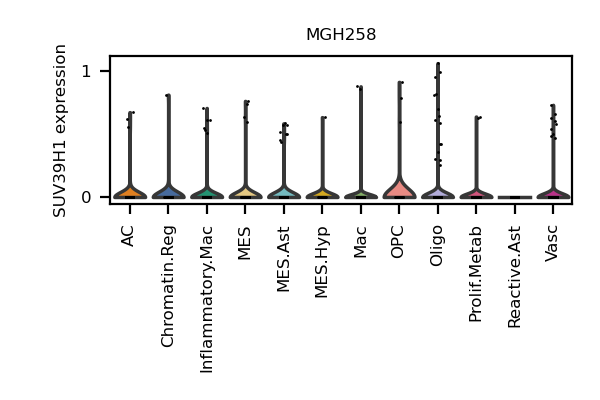 MGH258
SUV39H1 expression
1
0
AC
Chromatin.Reg
Inflammatory.Mac
MES
MES.Ast
MES.Hyp
Mac
OPC
Oligo
Prolif.Metab
Reactive.Ast
Vasc